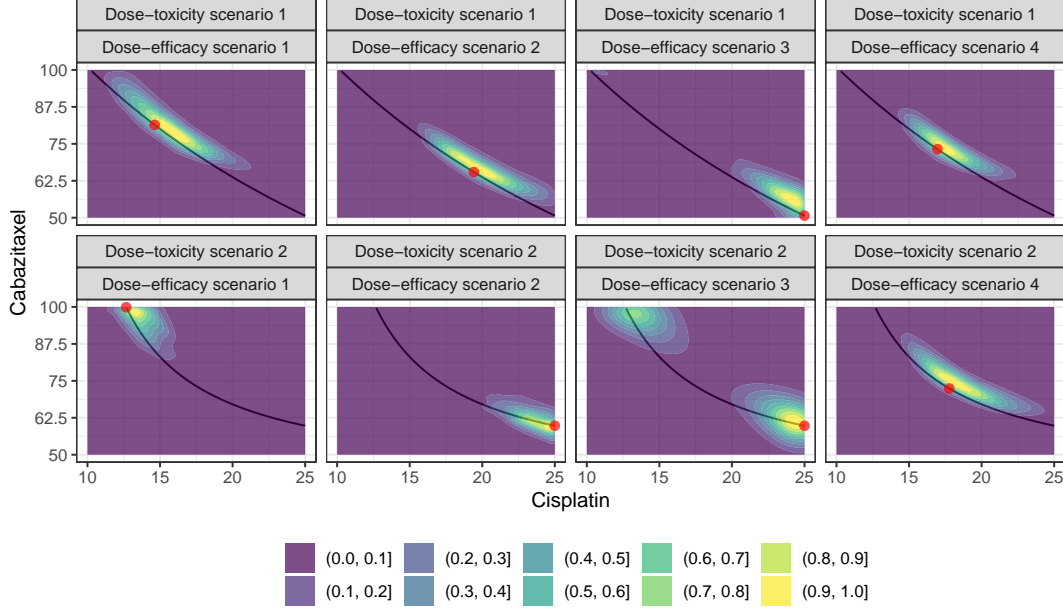 Dose−toxicity scenario 1 Dose−toxicity scenario 1 Dose−toxicity scenario 1 Dose−toxicity scenario 1
Dose−efficacy scenario 1 Dose−efficacy scenario 2 Dose−efficacy scenario 3 Dose−efficacy scenario 4
100
87.5
75
62.5
50
Dose−toxicity scenario 2 Dose−toxicity scenario 2 Dose−toxicity scenario 2 Dose−toxicity scenario 2
Dose−efficacy scenario 1 Dose−efficacy scenario 2 Dose−efficacy scenario 3 Dose−efficacy scenario 4
100
87.5
75
62.5
50
Cabazitaxel
10 15 20 25 10 15 20 25 10 15 20 25 10 15 20 25
Cisplatin
(0.0, 0.1] (0.2, 0.3] (0.4, 0.5] (0.6, 0.7] (0.8, 0.9]
(0.1, 0.2] (0.3, 0.4] (0.5, 0.6] (0.7, 0.8] (0.9, 1.0]